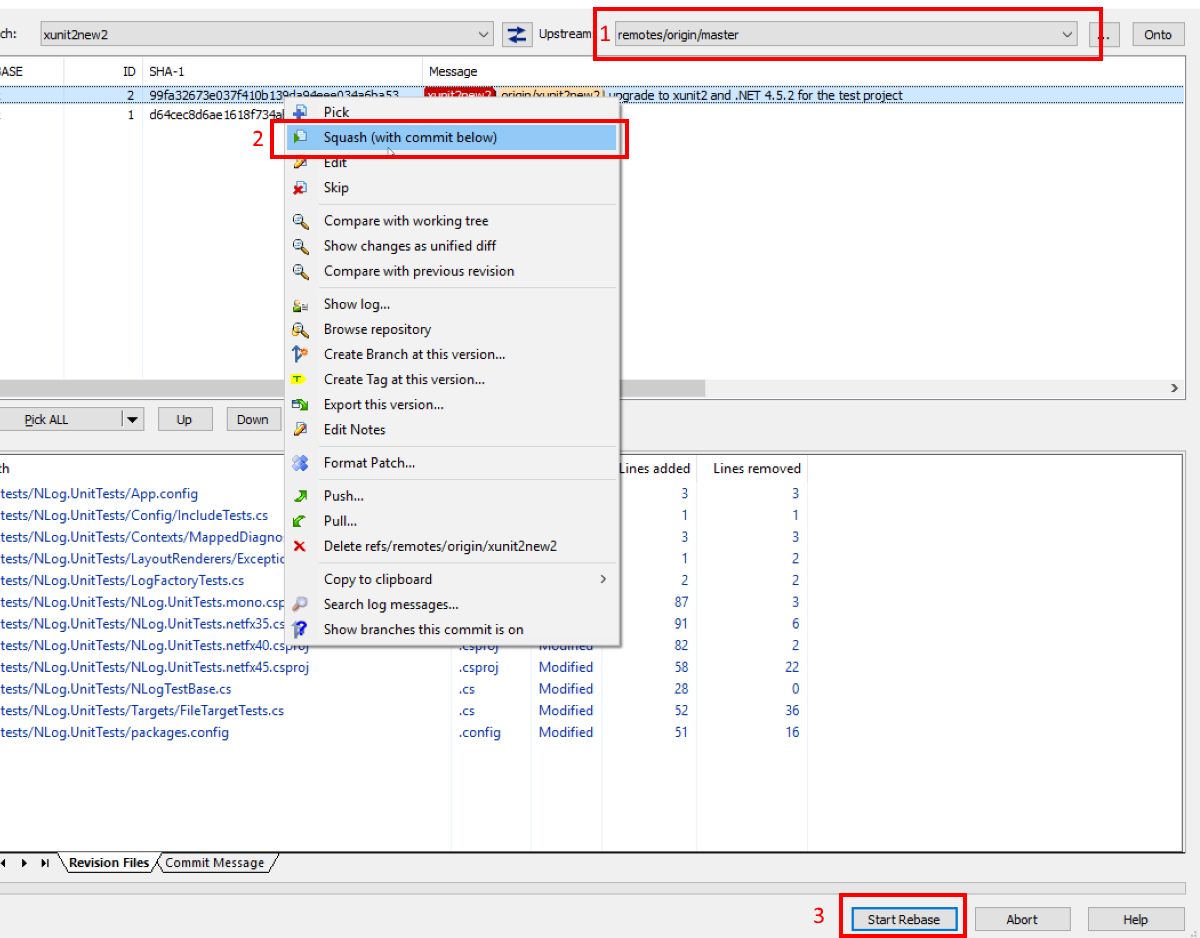 ch: xunit2new2 Upstream 1 remotes/origin/master ... Onto
BASE ID SHA-1 Message
2 99fa32673e037f410b139da94eee034a6ba53 xunit2new2 origin/xunit2new2 upgrade to xunit2 and .NET 4.5.2 for the test project
1 d64cec8d6ae1618f734a
Pick
2 Squash (with commit below)
Edit
Skip
Compare with working tree
Show changes as unified diff
Compare with previous revision
Show log...
Browse repository
Create Branch at this version...
Create Tag at this version...
Export this version...
Edit Notes
Format Patch...
Push...
Pull...
Delete refs/remotes/origin/xunit2new2
Copy to clipboard
Search log messages...
Show branches this commit is on
Pick ALL Up Down
th Lines added Lines removed
tests/NLog.UnitTests/App.config 3 3
tests/NLog.UnitTests/Config/IncludeTests.cs 1 1
tests/NLog.UnitTests/Contexts/MappedDiagno 3 3
tests/NLog.UnitTests/LayoutRenderers/Exceptio 1 2
tests/NLog.UnitTests/LogFactoryTests.cs 2 2
tests/NLog.UnitTests/NLog.UnitTests.mono.csp 87 3
tests/NLog.UnitTests/NLog.UnitTests.netfx35.cs 91 6
tests/NLog.UnitTests/NLog.UnitTests.netfx40.csproj .csproj Modified 82 2
tests/NLog.UnitTests/NLog.UnitTests.netfx45.csproj .csproj Modified 58 22
tests/NLog.UnitTests/NLogTestBase.cs .cs Modified 28 0
tests/NLog.UnitTests/Targets/FileTargetTests.cs .cs Modified 52 36
tests/NLog.UnitTests/packages.config .config Modified 51 16
Revision Files Commit Message
3 Start Rebase Abort Help